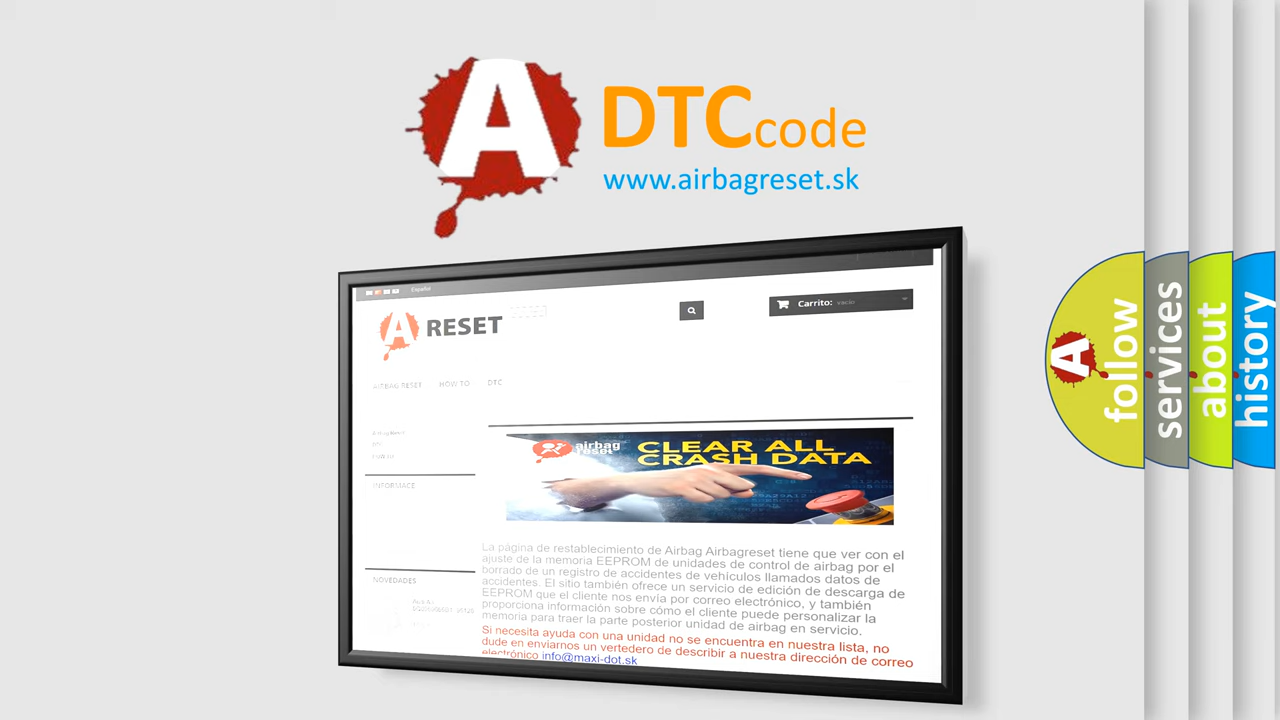 A
DTCcode
www.airbagreset.sk
Español
A RESET
Carrito: vacío
AIRBAG RESET HOW TO DTC
Airbag Reset
DTC
INFORMACE
airbag
reset
CLEAR ALL
CRASH DATA
La página de restablecimiento de Airbag Airbagreset tiene que ver con el
ajuste de la memoria EEPROM de unidades de control de airbag por el
borrado de un registro de accidentes de vehículos llamados datos de
accidentes. El sitio también ofrece un servicio de edición de descarga de
EEPROM que el cliente nos envía por correo electrónico, y también
proporciona información sobre cómo el cliente puede personalizar la
memoria para traer la parte posterior unidad de airbag en servicio.
Si necesita ayuda con una unidad no se encuentra en nuestra lista, no
dude en enviarnos un vertedero de describir a nuestra dirección de correo
electrónico info@maxi-dot.sk
NOVEDADES
A
follow
services
about
history